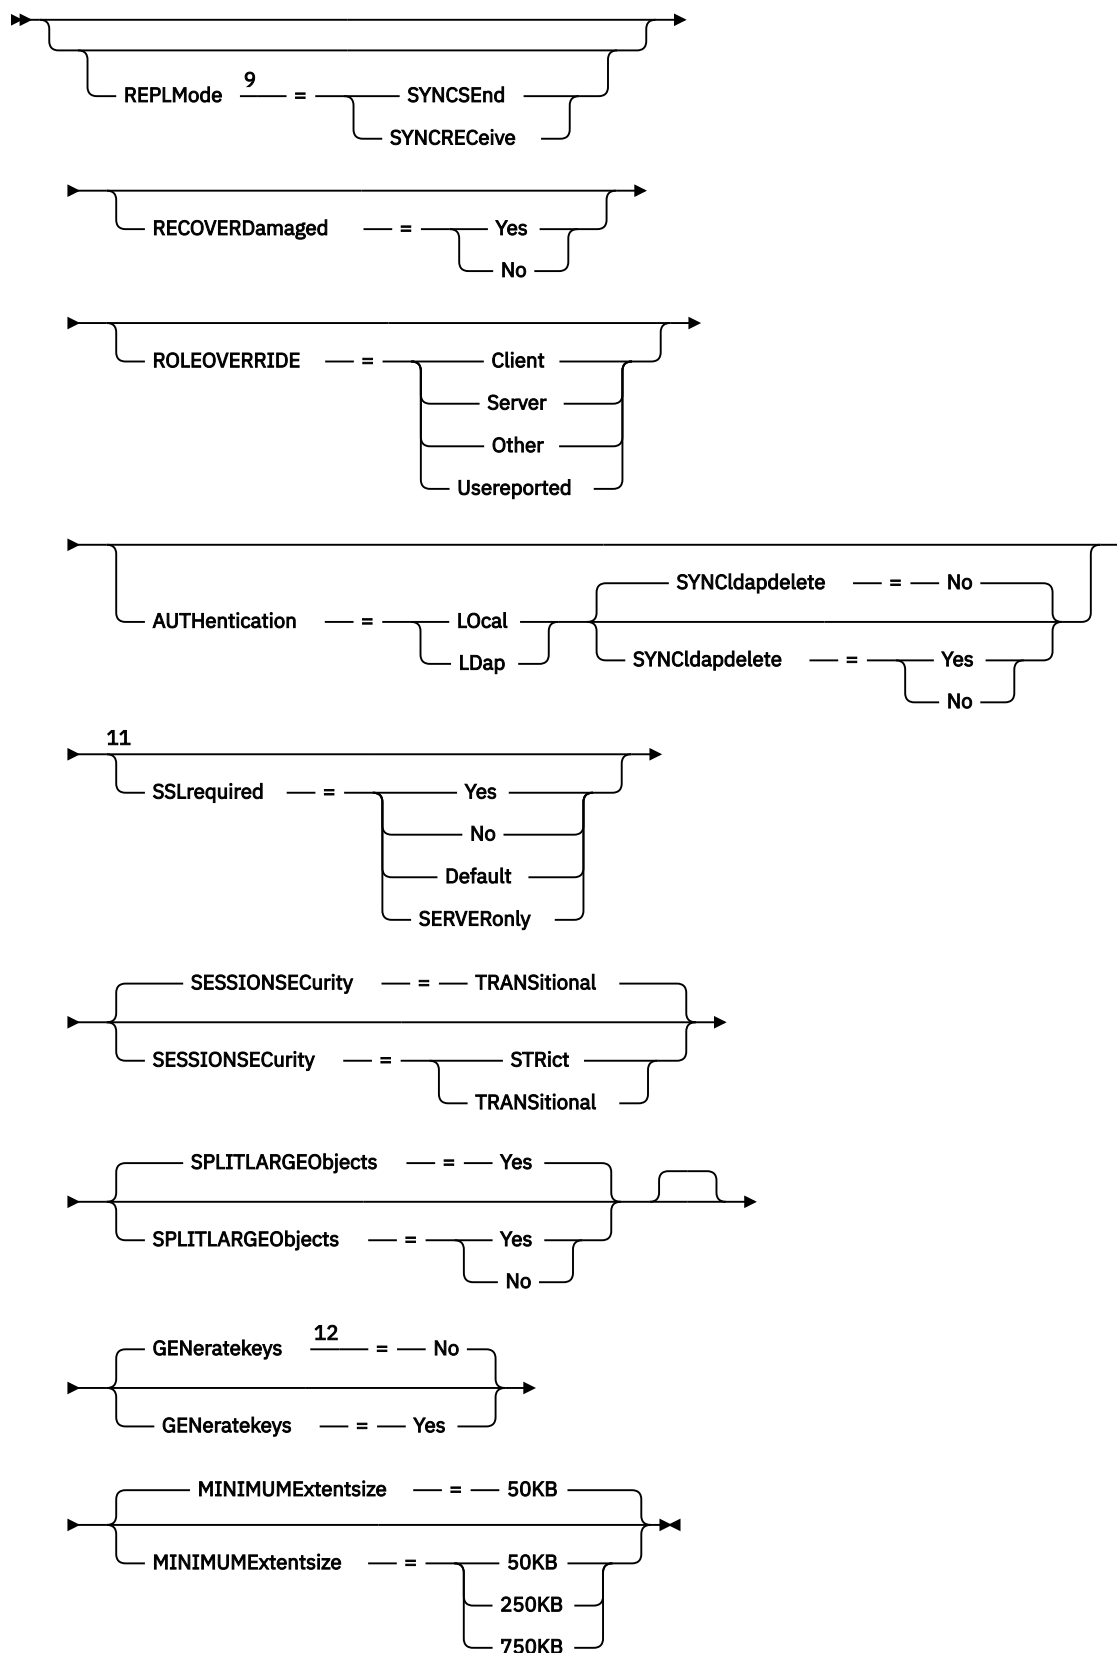 9
REPLMode = SYNCSEnd
SYNCRECeive
RECOVERDamaged = Yes
No
ROLEOVERRIDE = Client
Server
Other
Usereported
SYNCldapdelete = No
AUTHentication = LOcal
LDap
SYNCldapdelete = Yes
No
11
SSLrequired = Yes
No
Default
SERVERonly
SESSIONSECurity = TRANSitional
SESSIONSECurity = STRict
TRANSitional
SPLITLARGEObjects = Yes
SPLITLARGEObjects = Yes
No
12
GENeratekeys = No
GENeratekeys = Yes
MINIMUMExtentsize = 50KB
MINIMUMExtentsize = 50KB
250KB
750KB